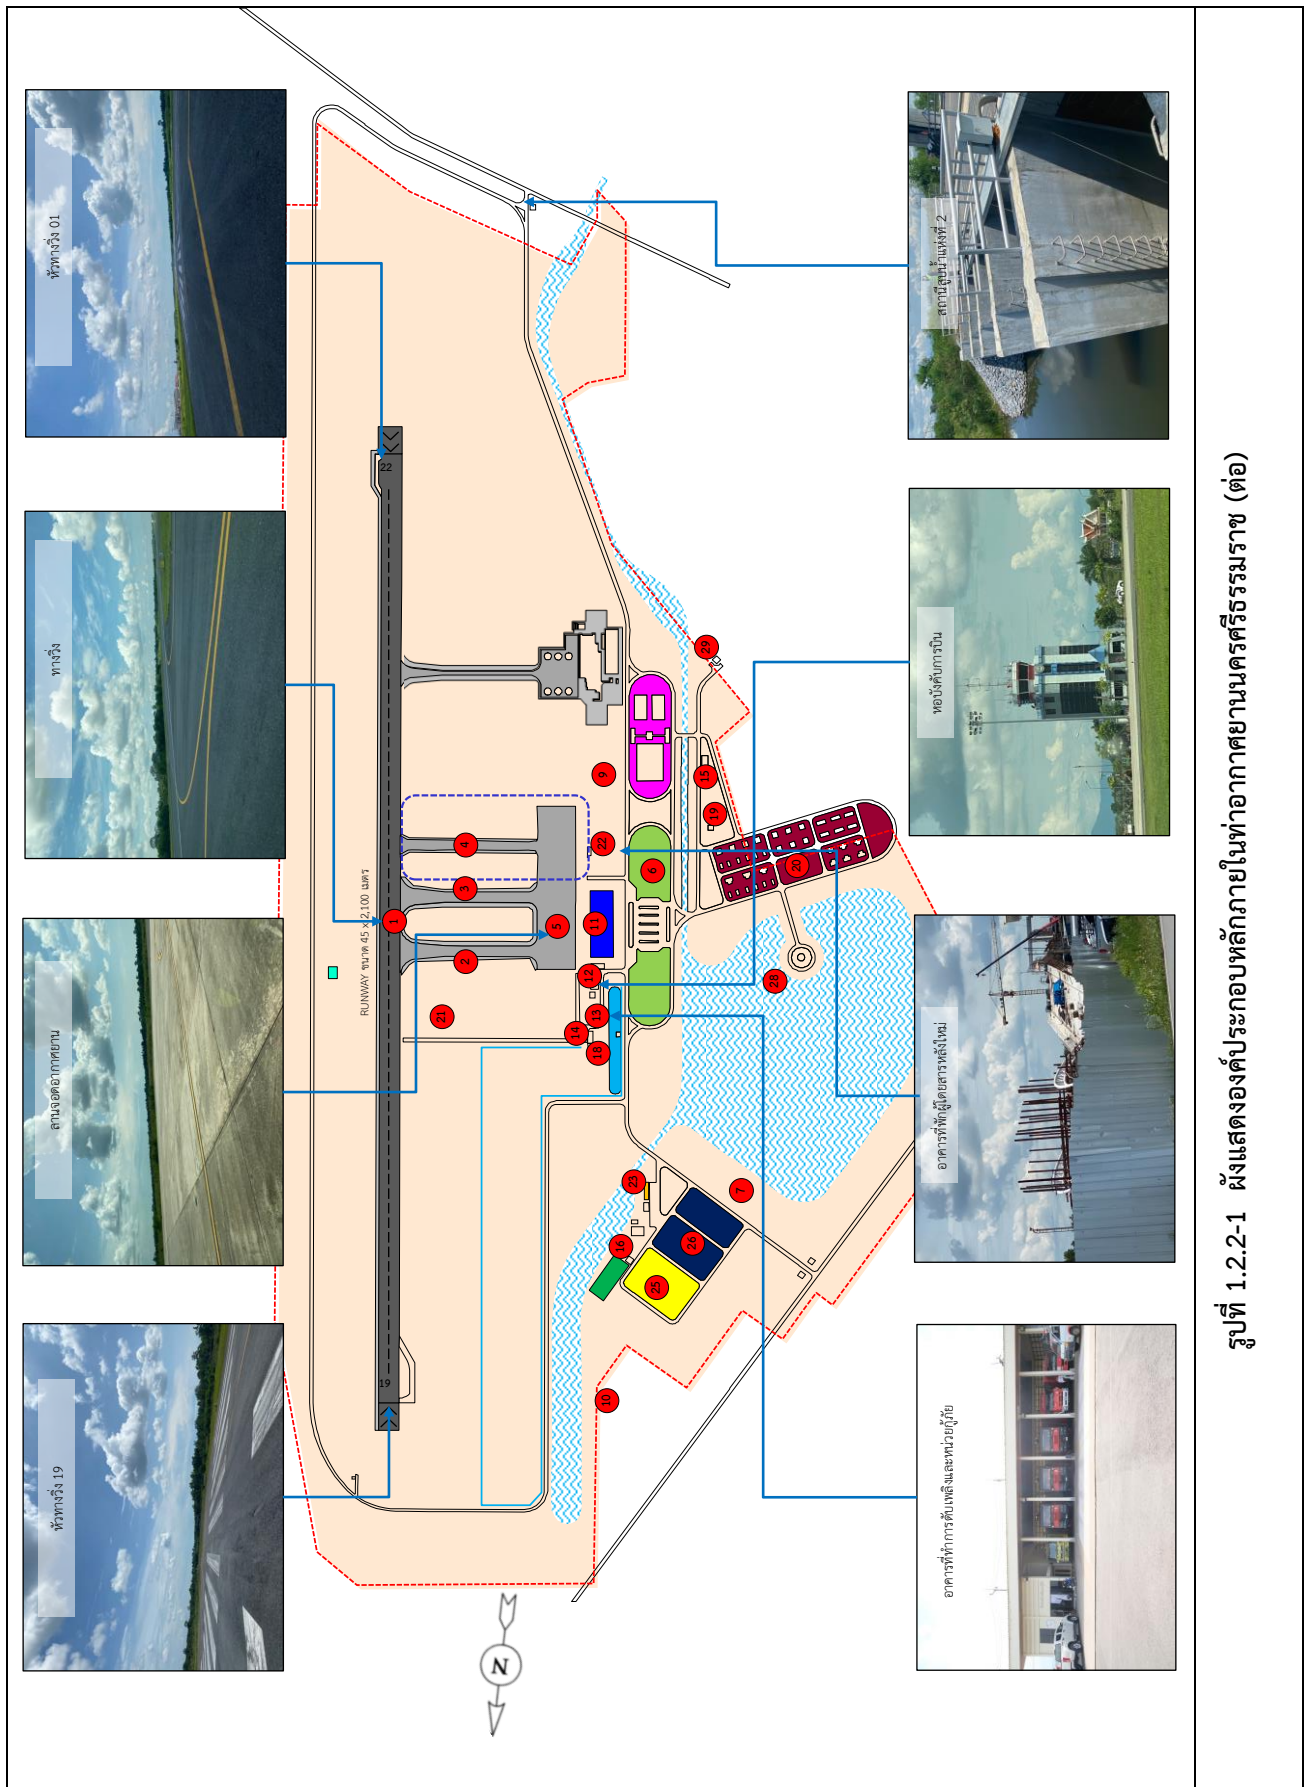 หัวทางวิ่ง 19
ลานจอดอากาศยาน
ทางวิ่ง
หัวทางวิ่ง 01
19
RUNWAY ขนาด 45 x 2,100 เมตร
22
1
21
2
3
4
5
14
18
13
12
11
22
9
6
10
16
23
25
26
7
28
20
19
15
29
N
อาคารที่ทำการดับเพลิงและหน่วยกู้ภัย
อาคารที่พักผู้โดยสารหลังใหม่
หอบังคับการบิน
สถานีสูบน้ำแห่งที่ 2
รูปที่ 1.2.2-1 ผังแสดงองค์ประกอบหลักภายในท่าอากาศยานนครศรีธรรมราช (ต่อ)